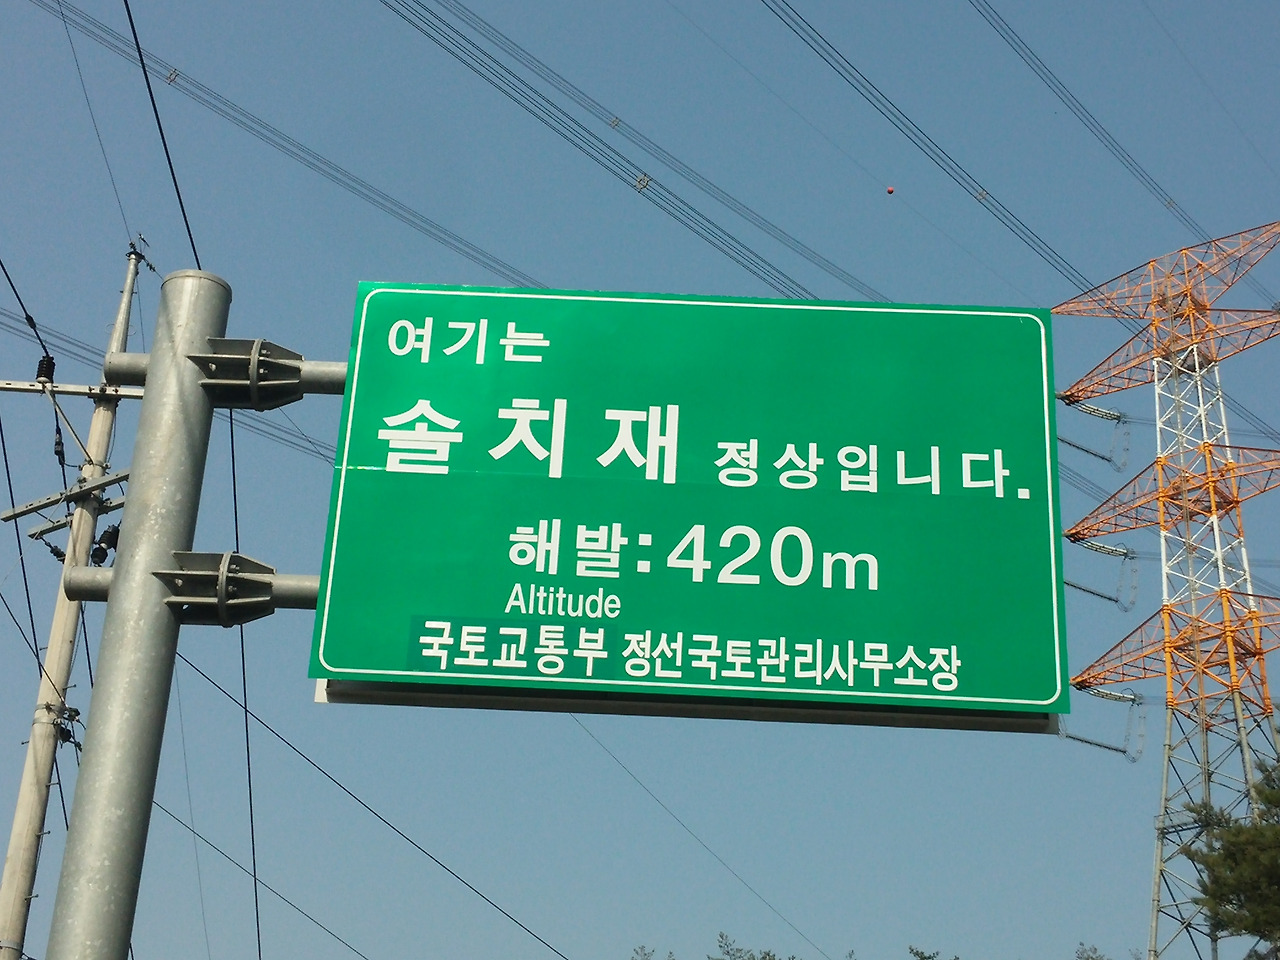 여기는
솔치재 정상입니다.
해발:420m
Altitude
국토교통부 정선국토관리사무소장